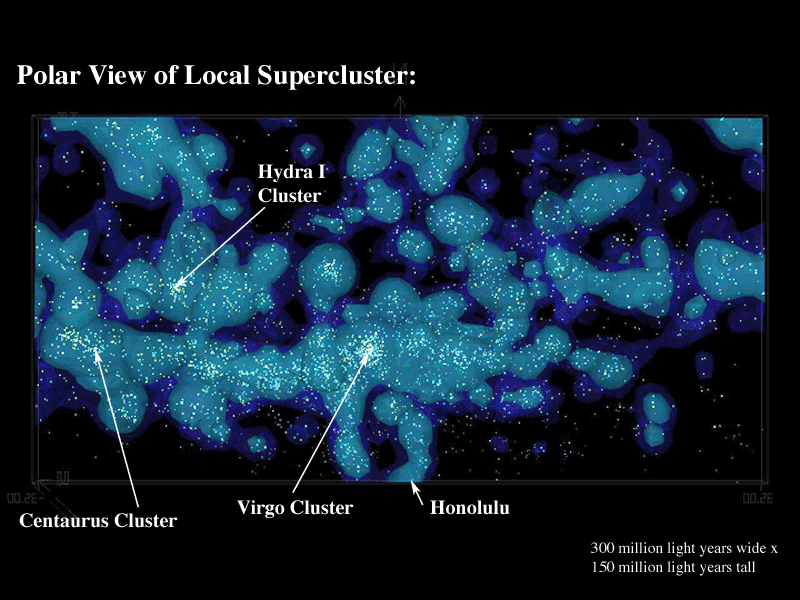 Polar View of Local Supercluster:
Hydra I
Cluster
Virgo Cluster
Honolulu
Centaurus Cluster
300 million light years wide x
150 million light years tall